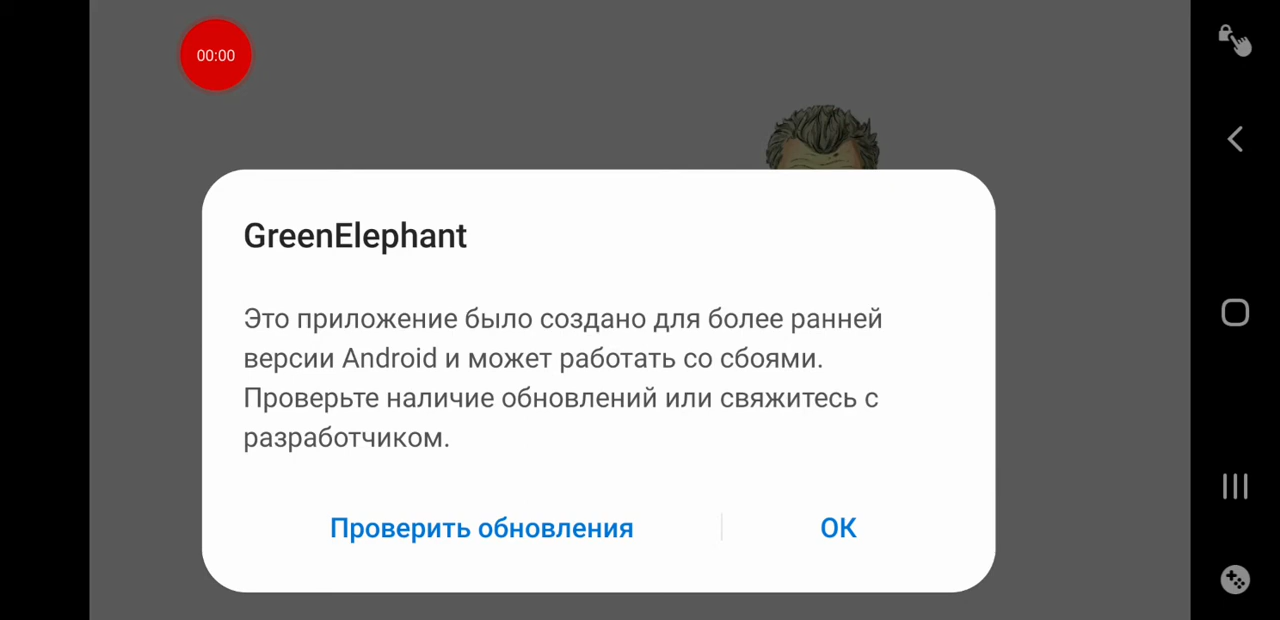 00:00
GreenElephant
Это приложение было создано для более ранней
версии Android и может работать со сбоями.
Проверьте наличие обновлений или свяжитесь с
разработчиком.
Проверить обновления
ОК